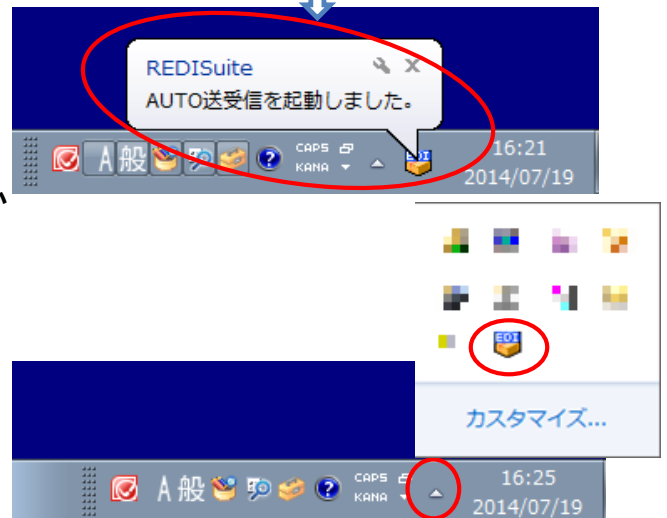 REDISuite
AUTO送受信を起動しました。
A般
CAPS
KANA
EDI
16:21
2014/07/19
い
EDI
カスタマイズ...
A般
CAPS
KANA
16:25
2014/07/19